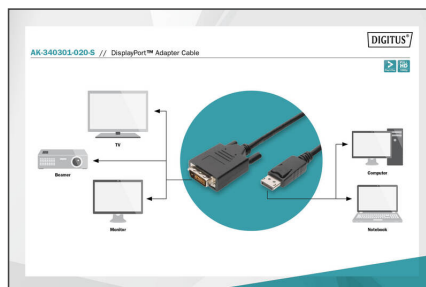 DIGITUS®
AK-340301-020-S // DisplayPort™ Adapter Cable
TV
Beamer
Monitor
Computer
Notebook